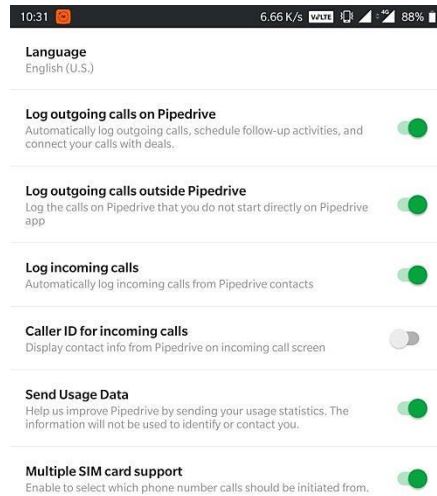 10:31 6.66 K/s VoLTE 4G 88%
Language
English (U.S.)
Log outgoing calls on Pipedrive
Automatically log outgoing calls, schedule follow-up activities, and
connect your calls with deals.
Log outgoing calls outside Pipedrive
Log the calls on Pipedrive that you do not start directly on Pipedrive
app
Log incoming calls
Automatically log incoming calls from Pipedrive contacts
Caller ID for incoming calls
Display contact info from Pipedrive on incoming call screen
Send Usage Data
Help us improve Pipedrive by sending your usage statistics. The
information will not be used to identify or contact you.
Multiple SIM card support
Enable to select which phone number calls should be initiated from.